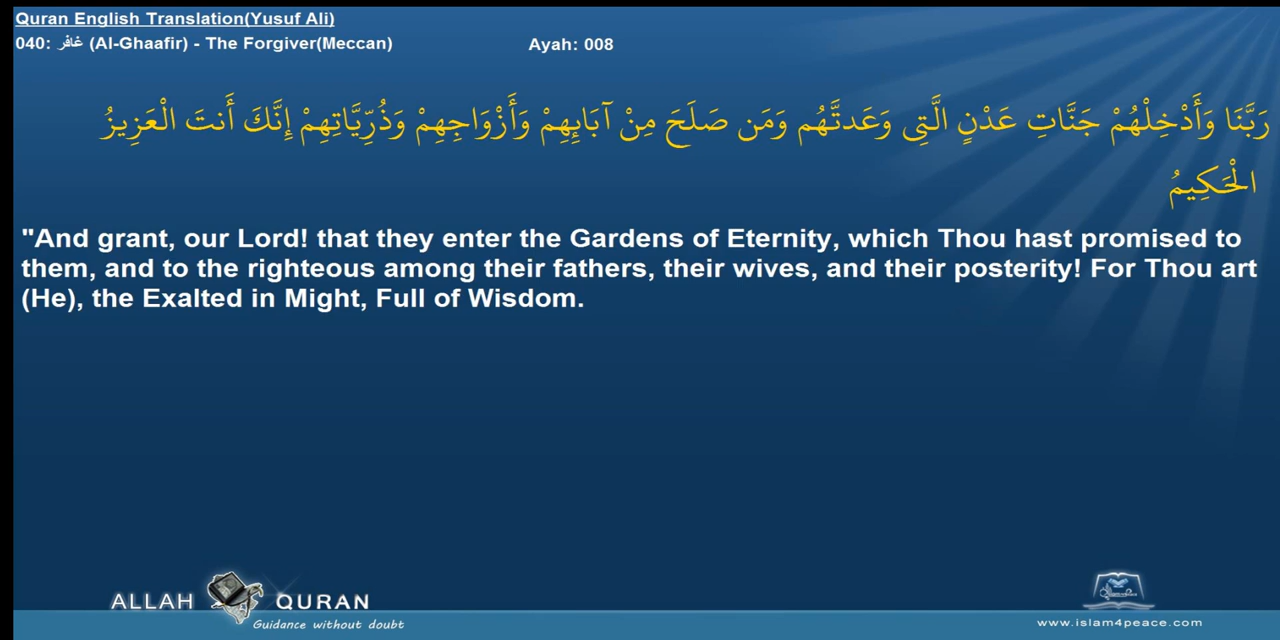 Quran English Translation(Yusuf Ali)
040: غافر (Al-Ghaafir) - The Forgiver(Meccan) Ayah: 008
رَبَّنَا وَأَدْخِلْهُمْ جَنَّاتِ عَدْنٍ الَّتِي وَعَدتَّهُم وَمَن صَلَحَ مِنْ آبَائِهِمْ وَأَزْوَاجِهِمْ وَذُرِّيَّاتِهِمْ إِنَّكَ أَنتَ الْعَزِيزُ
الْحَكِيمُ
"And grant, our Lord! that they enter the Gardens of Eternity, which Thou hast promised to
them, and to the righteous among their fathers, their wives, and their posterity! For Thou art
(He), the Exalted in Might, Full of Wisdom.
ALLAH QURAN
Guidance without doubt
www.islam4peace.com